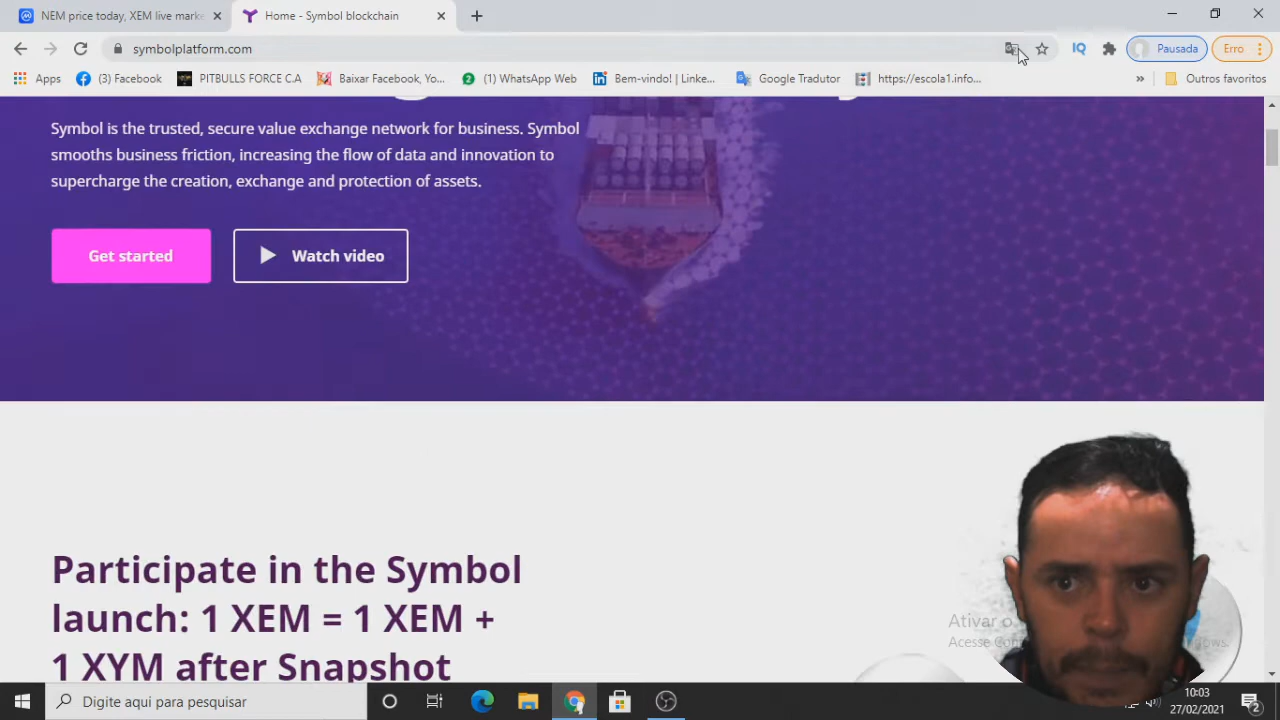 NEM price today, XEM live marke
Home - Symbol blockchain
symbolplatform.com
Pausada
Erro
Apps
(3) Facebook
PITBULLS FORCE C.A
Baixar Facebook, Yo...
(1) WhatsApp Web
Bem-vindo! | Linke...
Google Tradutor
https://escola1.info...
»
Outros favoritos
Symbol is the trusted, secure value exchange network for business. Symbol
smooths business friction, increasing the flow of data and innovation to
supercharge the creation, exchange and protection of assets.
Get started
Watch video
Participate in the Symbol
launch: 1 XEM = 1 XEM +
1 XYM after Snapshot
Ativar o
Digite aqui para pesquisar
10:03
27/02/2021
2